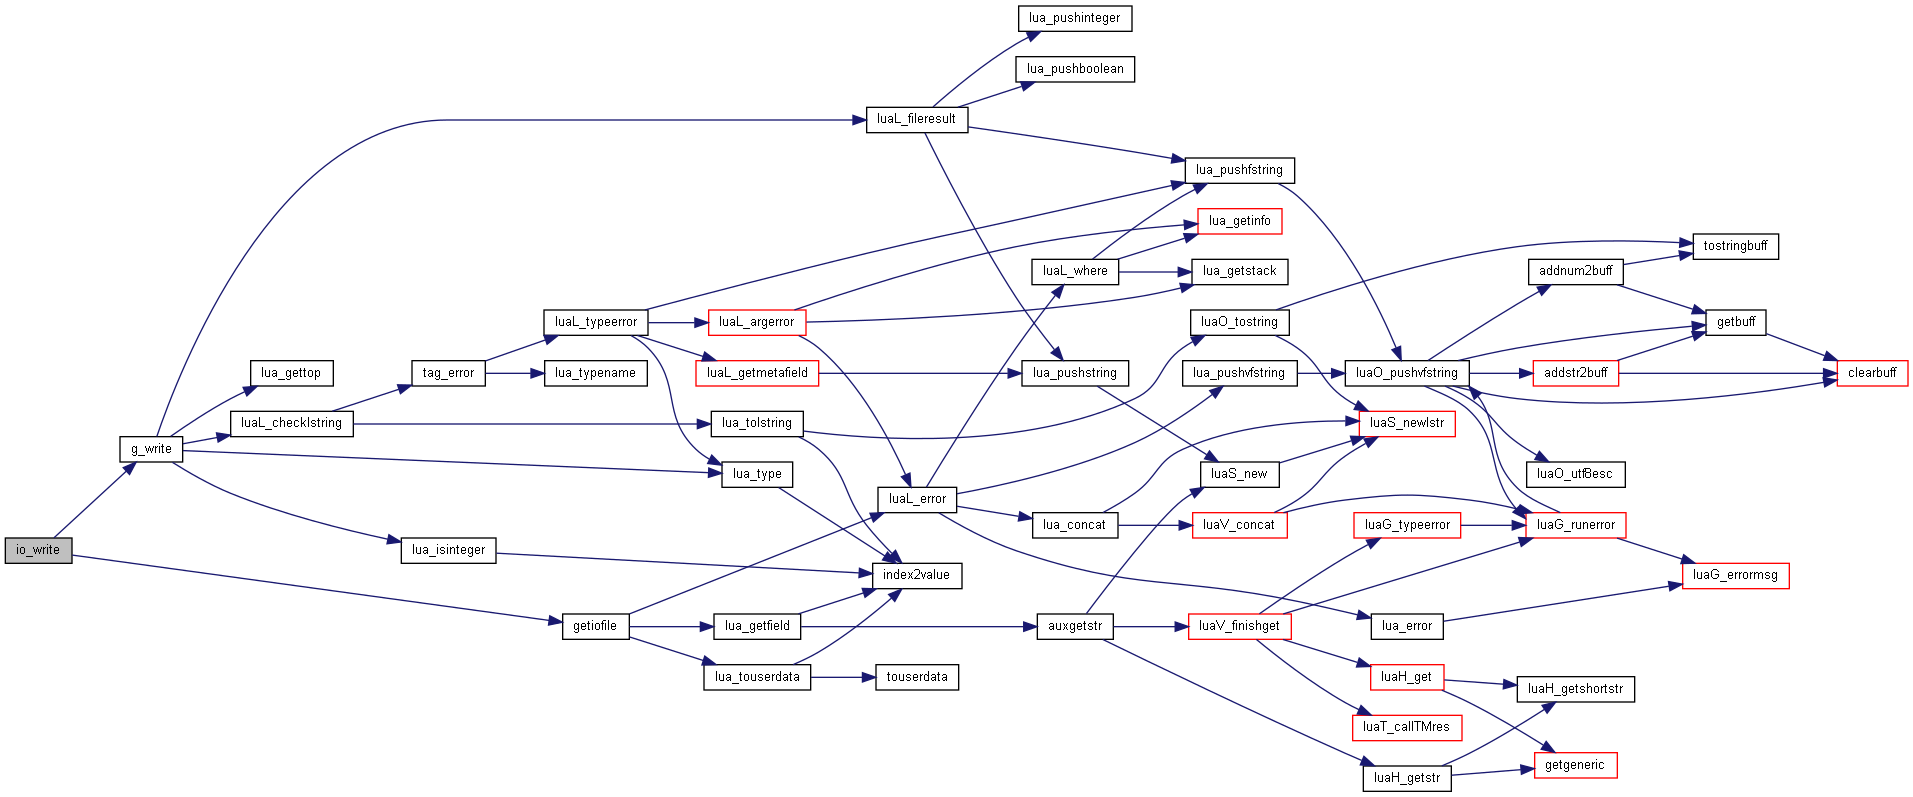 lua_pushinteger
lua_pushboolean
luaL_fileresult
lua_pushfstring
lua_getinfo
tostringbuff
luaL_where
lua_getstack
addnum2buff
luaL_typeerror
luaL_argerror
luaO_tostring
getbuff
lua_gettop
tag_error
lua_typename
luaL_getmetafield
lua_pushstring
lua_pushvfstring
luaO_pushvfstring
addstr2buff
clearbuff
luaL_checklstring
lua_tolstring
luaS_newlstr
g_write
lua_type
luaS_new
luaO_utf8esc
luaL_error
lua_concat
luaV_concat
luaG_typeerror
luaG_runerror
io_write
lua_isinteger
index2value
luaG_errormsg
getiofile
lua_getfield
auxgetstr
luaV_finishget
lua_error
lua_touserdata
touserdata
luaH_get
luaH_getshortstr
luaT_callTMres
getgeneric
luaH_getstr